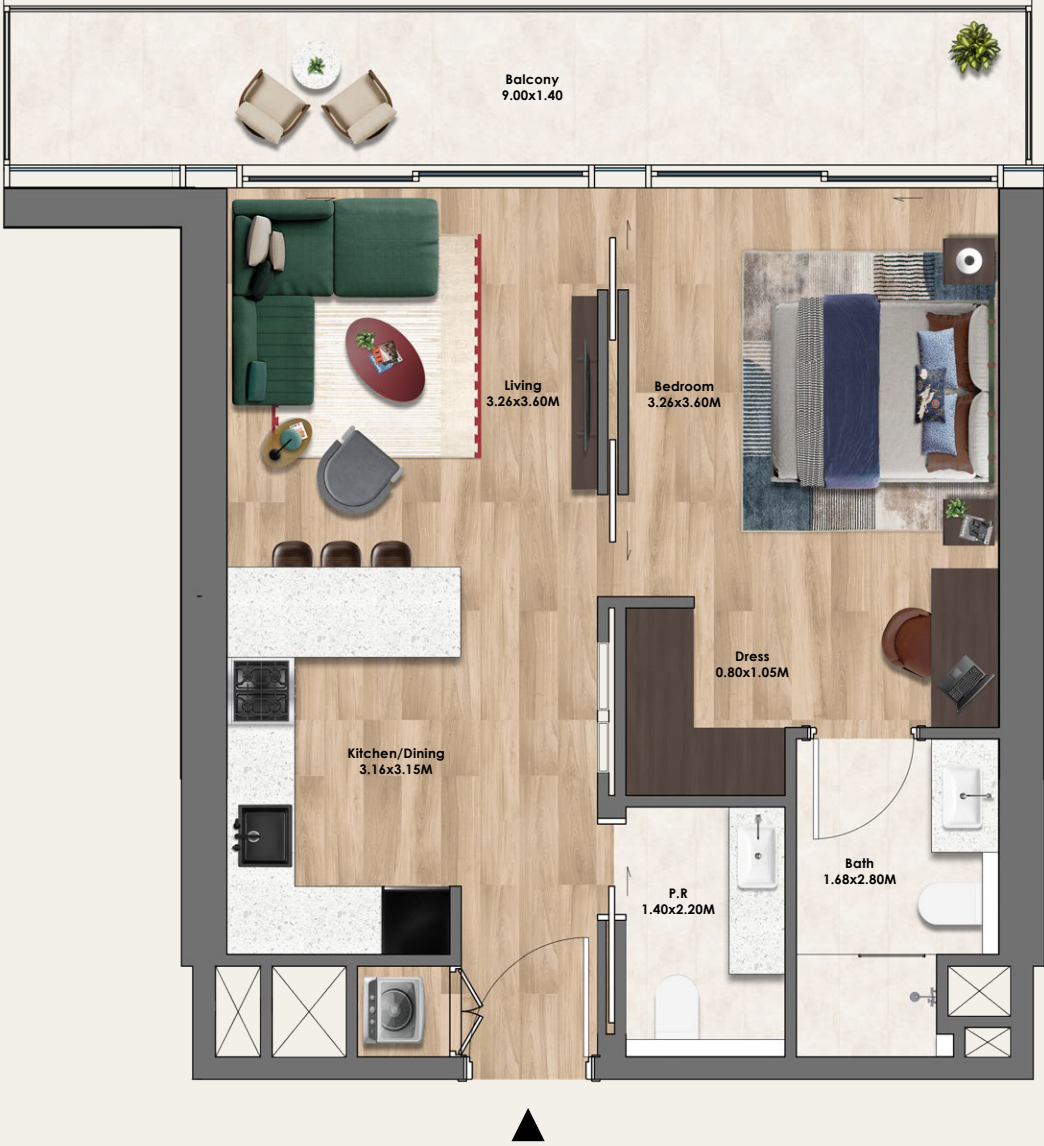 Balcony
9.00x1.40
Living
3.26x3.60M
Bedroom
3.26x3.60M
Dress
0.80x1.05M
Kitchen/Dining
3.16x3.15M
Bath
1.68x2.80M
P.R
1.40x2.20M